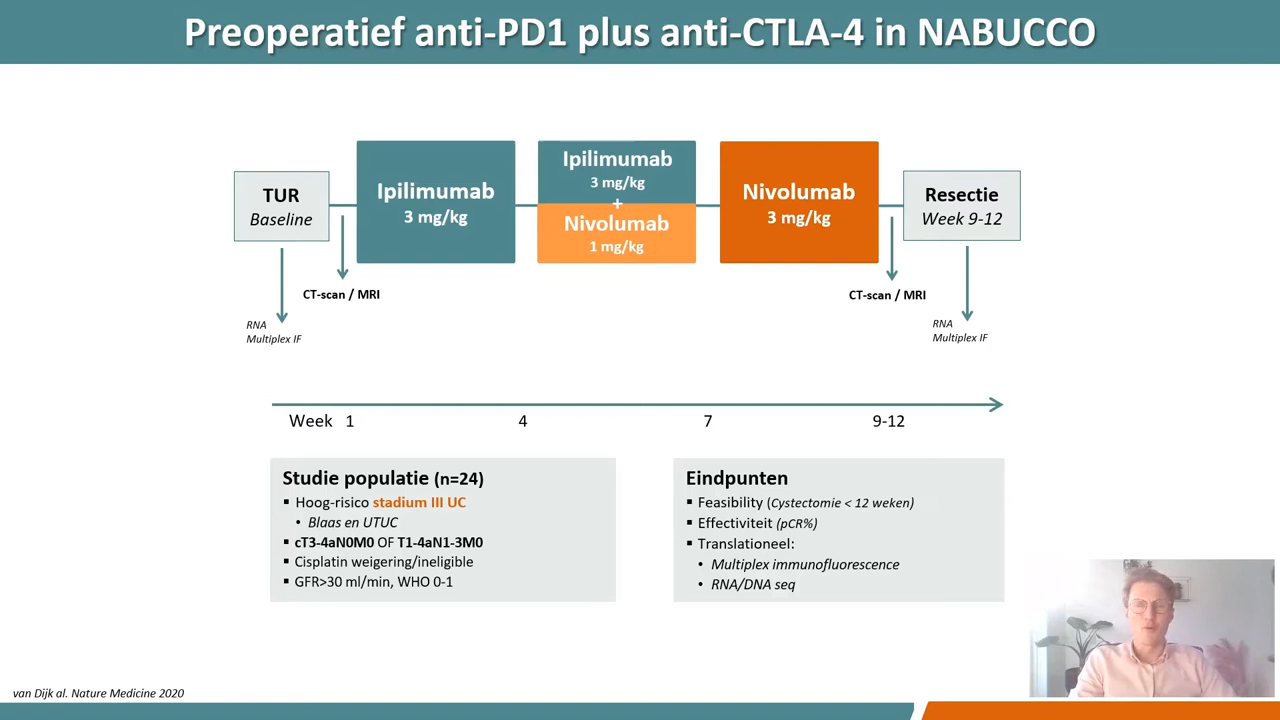 Preoperatief anti-PD1 plus anti-CTLA-4 in NABUCCO
TUR
Baseline
Ipilimumab
3 mg/kg
Ipilimumab
3 mg/kg
+
Nivolumab
1 mg/kg
Nivolumab
3 mg/kg
Resectie
Week 9-12
CT-scan / MRI
CT-scan / MRI
RNA
Multiplex IF
RNA
Multiplex IF
Week 1 4 7 9-12
Studie populatie (n=24)
▪ Hoog-risico stadium III UC
• Blaas en UTUC
▪ cT3-4aN0M0 OF T1-4aN1-3M0
▪ Cisplatin weigering/ineligible
▪ GFR>30 ml/min, WHO 0-1
Eindpunten
▪ Feasibility (Cystectomie < 12 weken)
▪ Effectiviteit (pCR%)
▪ Translationeel:
• Multiplex immunofluorescence
• RNA/DNA seq
van Dijk al. Nature Medicine 2020